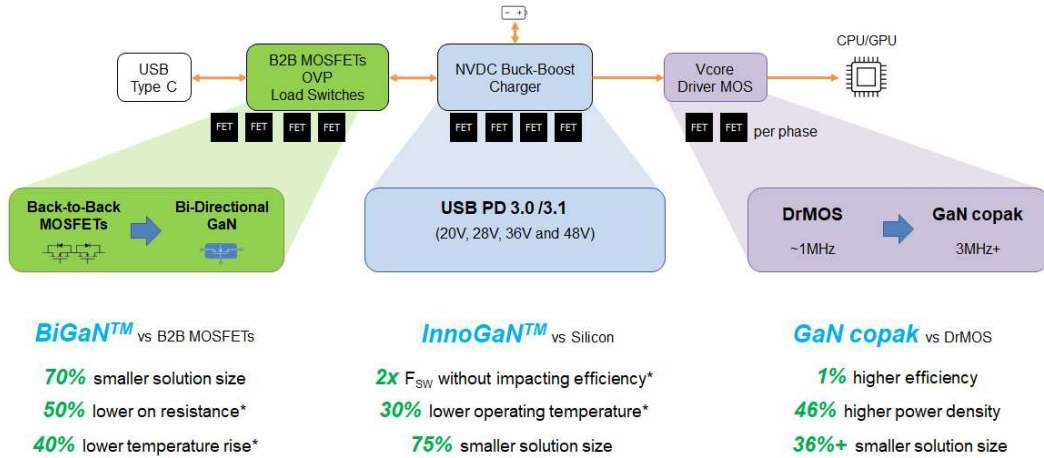 USB
Type C
B2B MOSFETs
OVP
Load Switches
NVDC Buck-Boost
Charger
Vcore
Driver MOS
CPU/GPU
FET FET FET FET
FET FET FET FET
FET FET per phase
Back-to-Back
MOSFETs
Bi-Directional
GaN
USB PD 3.0 /3.1
(20V, 28V, 36V and 48V)
DrMOS
~1MHz
GaN copak
3MHz+
BiGaN™ vs B2B MOSFETs
70% smaller solution size
50% lower on resistance*
40% lower temperature rise*
InnoGaN™ vs Silicon
2x FSW without impacting efficiency*
30% lower operating temperature*
75% smaller solution size
GaN copak vs DrMOS
1% higher efficiency
46% higher power density
36%+ smaller solution size